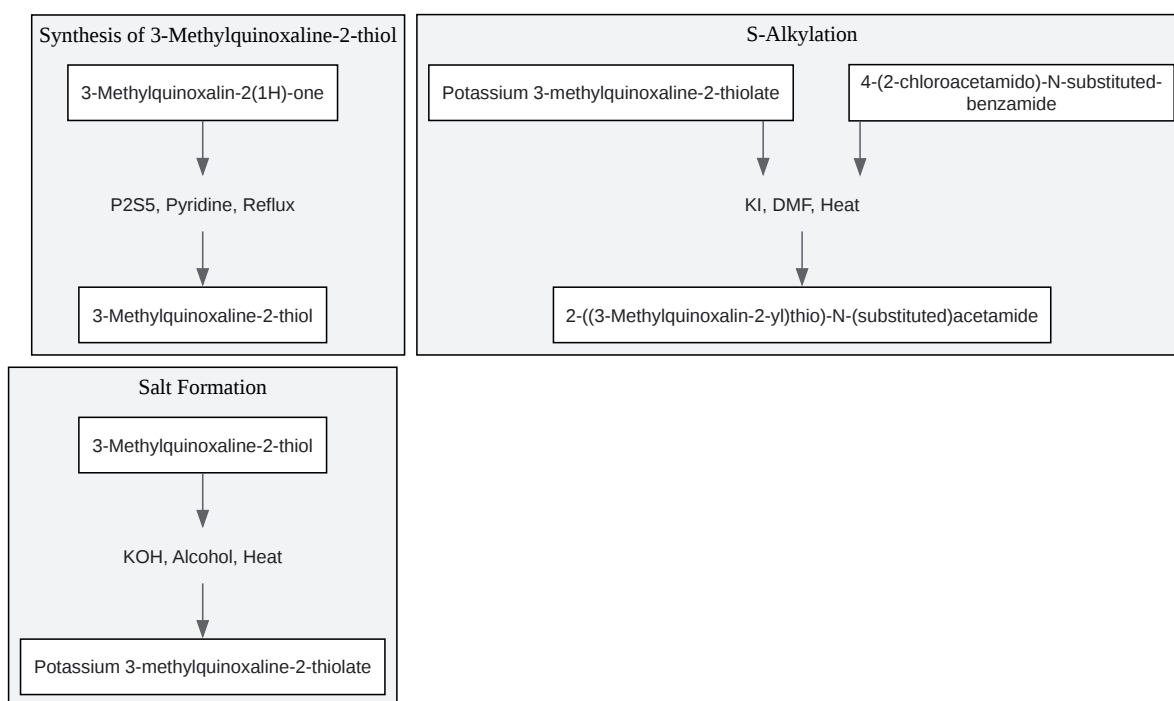 Synthesis of 3-Methylquinoxaline-2-thiol
3-Methylquinoxalin-2(1H)-one
P2S5, Pyridine, Reflux
3-Methylquinoxaline-2-thiol
S-Alkylation
Potassium 3-methylquinoxaline-2-thiolate
4-(2-chloroacetamido)-N-substituted-
benzamide
KI, DMF, Heat
2-((3-Methylquinoxalin-2-yl)thio)-N-(substituted)acetamide
Salt Formation
3-Methylquinoxaline-2-thiol
KOH, Alcohol, Heat
Potassium 3-methylquinoxaline-2-thiolate